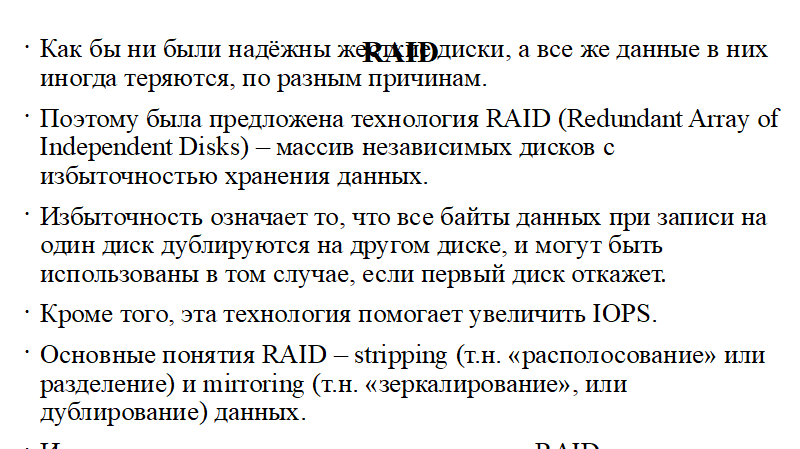 RAID
· Как бы ни были надёжны жесткие диски, а все же данные в них
иногда теряются, по разным причинам.
· Поэтому была предложена технология RAID (Redundant Array of
Independent Disks) – массив независимых дисков с
избыточностью хранения данных.
· Избыточность означает то, что все байты данных при записи на
один диск дублируются на другом диске, и могут быть
использованы в том случае, если первый диск откажет.
· Кроме того, эта технология помогает увеличить IOPS.
· Основные понятия RAID – stripping (т.н. «располосование» или
разделение) и mirroring (т.н. «зеркалирование», или
дублирование) данных.
RAID